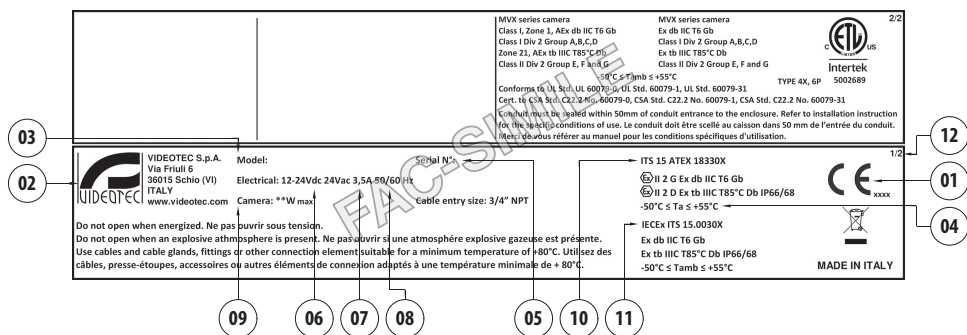 MVX series camera
Class I, Zone 1, AEx db IIC T6 Gb
Class I Div 2 Group A,B,C,D
Zone 21, AEx tb IIIC T85°C Db
Class II Div 2 Group E, F and G
MVX series camera
Ex db IIC T6 Gb
Class I Div 2 Group A,B,C,D
Ex tb IIIC T85°C Db
Class II Div 2 Group E, F and G
-50°C ≤ Tamb ≤ +55°C
TYPE 4X, 6P
2/2
C ETL US
LISTED
Intertek
5002689
Conforms to UL Std. UL 60079-0, UL Std. 60079-1, UL Std. 60079-31
Cert. to CSA Std. C22.2 No. 60079-0, CSA Std. C22.2 No. 60079-1, CSA Std. C22.2 No. 60079-31
Conduit must be sealed within 50mm of conduit entrance to the enclosure. Refer to installation instruction
for the specific conditions of use. Le conduit doit être scellé au caisson dans 50 mm de l'entrée du conduit.
Merci de vous référer au manuel pour les conditions spécifiques d'utilisation.
FAC-SIMILE
03
12
02
01
04
VIDEOTEC
VIDEOTEC S.p.A.
Via Friuli 6
36015 Schio (VI)
ITALY
www.videotec.com
Model:
Serial N°:
Electrical: 12-24Vdc 24Vac 3,5A 50/60 Hz
Camera: **W max
Cable entry size: 3/4" NPT
Do not open when energized. Ne pas ouvrir sous tension.
Do not open when an explosive athmosphere is present. Ne pas ouvrir si une atmosphére explosive gazeuse est présente.
Use cables and cable glands, fittings or other connection element suitable for a minimum temperature of +80°C. Utilisez des
câbles, presse-étoupes, accessoires ou autres éléments de connexion adaptés à une température minimale de + 80°C.
1/2
ITS 15 ATEX 18330X
Ex II 2 G Ex db IIC T6 Gb
Ex II 2 D Ex tb IIIC T85°C Db IP66/68
-50°C ≤ Ta ≤ +55°C
IECEx ITS 15.0030X
Ex db IIC T6 Gb
Ex tb IIIC T85°C Db IP66/68
-50°C ≤ Tamb ≤ +55°C
CE
xxxx
MADE IN ITALY
09
06
07
08
05
10
11